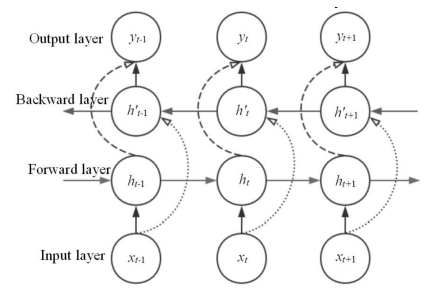 Output layer y_{t-1} y_t y_{t+1}
Backward layer h'_{t-1} h'_t h'_{t+1}
Forward layer h_{t-1} h_t h_{t+1}
Input layer x_{t-1} x_t x_{t+1}